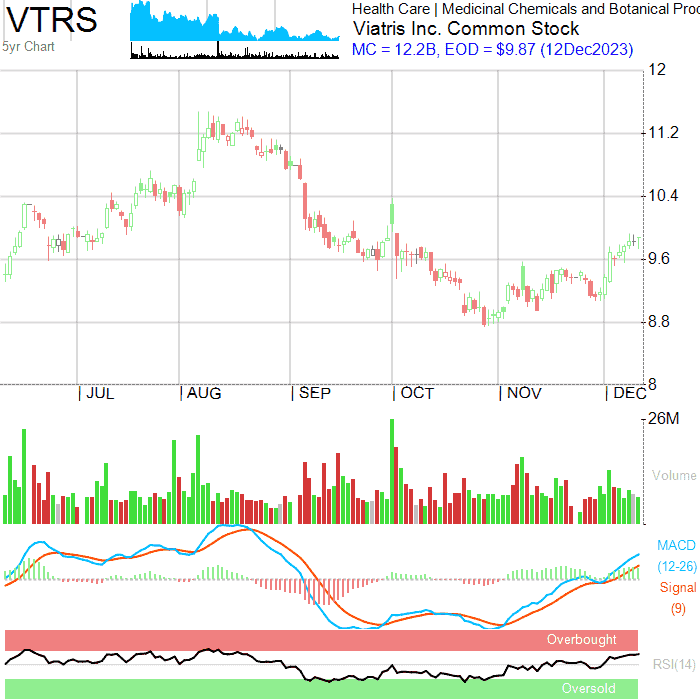 VTRS
5yr Chart
Health Care | Medicinal Chemicals and Botanical Proc
Viatris Inc. Common Stock
MC = 12.2B, EOD = $9.87 (12Dec2023)
12
11.2
10.4
9.6
8.8
8
JUL AUG SEP OCT NOV DEC
26M
Volume
MACD
(12-26)
Signal
(9)
Overbought
RSI(14)
Oversold